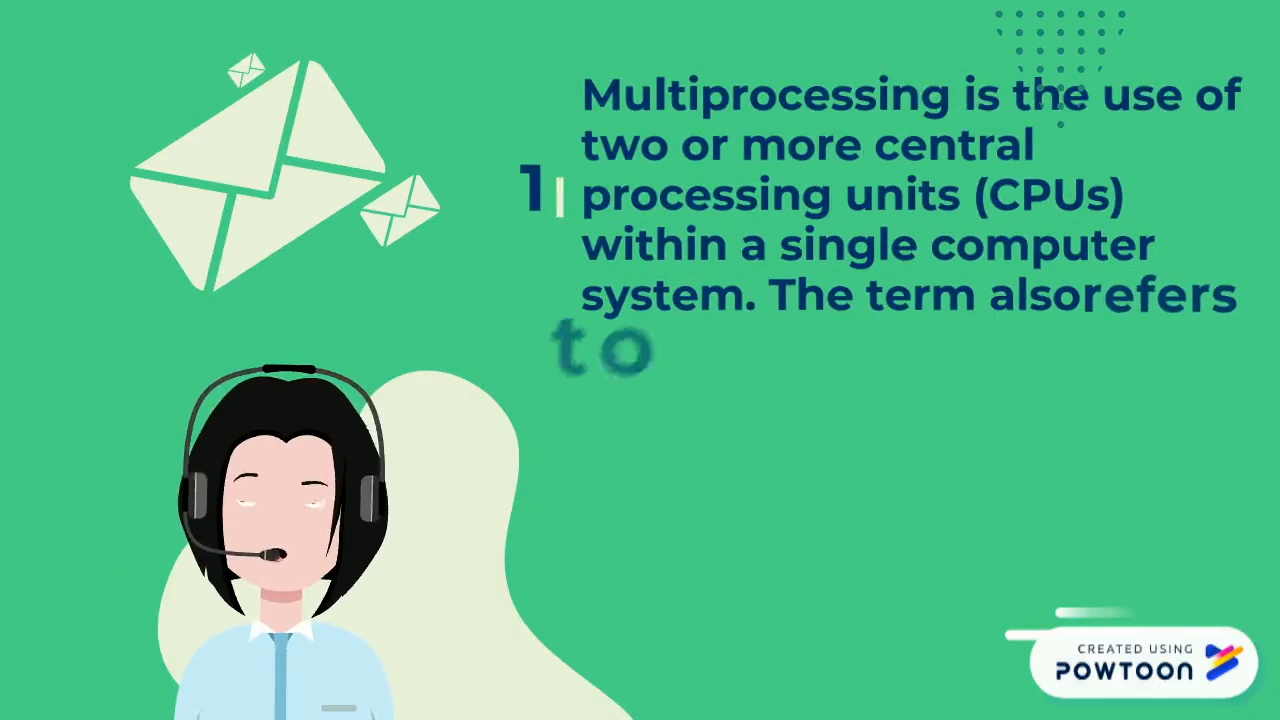 Multiprocessing is the use of
two or more central
1| processing units (CPUs)
within a single computer
system. The term alsorefers
to
CREATED USING
POWTOON